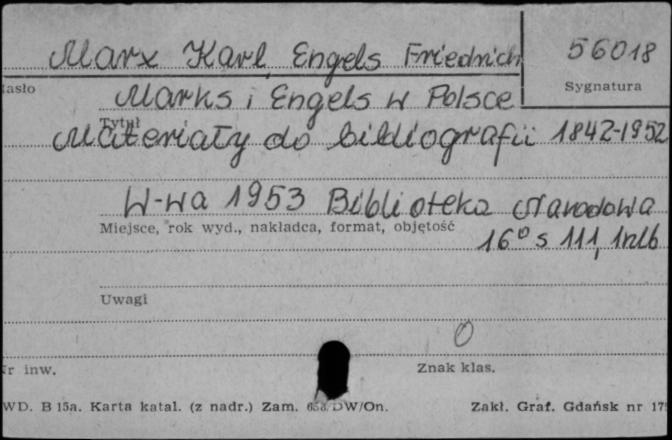 Marx Karl, Engels Friedrich
56018
Hasło
Sygnatura
Marks i Engels w Polsce
Tytuł
Materiały do bibliografii 1842-1952
W-wa 1953 Biblioteka Narodowa
Miejsce, rok wyd., nakładca, format, objętość
16° s 111, 1nlb
Uwagi
0
Nr inw.
Znak klas.
WD. B 15a. Karta katal. (z nadr.) Zam. DW/On.
Zakł. Graf. Gdańsk nr 175